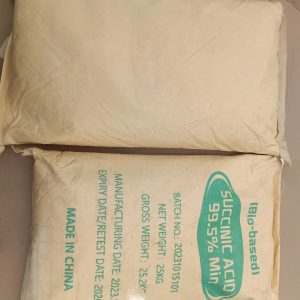 (Bio-based)
SUCCINIC ACID
99.5% Min
BATCH NO.: 20231015101
NET WEIGHT: 25KG
GROSS WEIGHT: 25.2KG
MANUFACTURING DATE: 2023.
EXPIRY DATE/RETEST DATE: 202
MADE IN CHINA